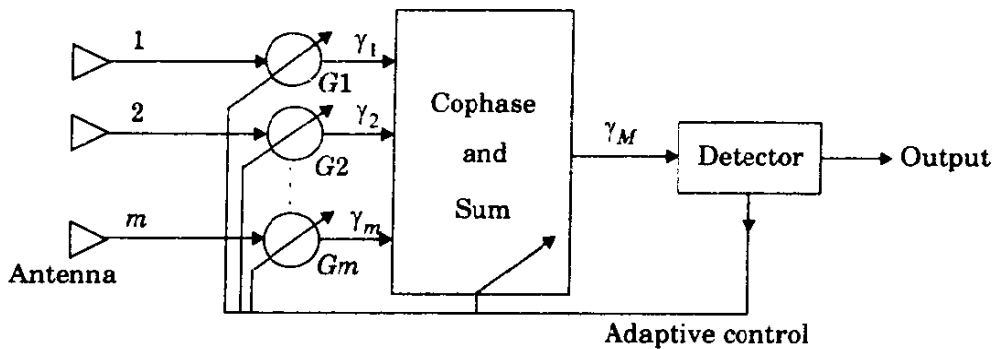 1
γ1
G1
2
γ2
G2
m
γm
Gm
Antenna
Cophase
and
Sum
γM
Detector
Output
Adaptive control